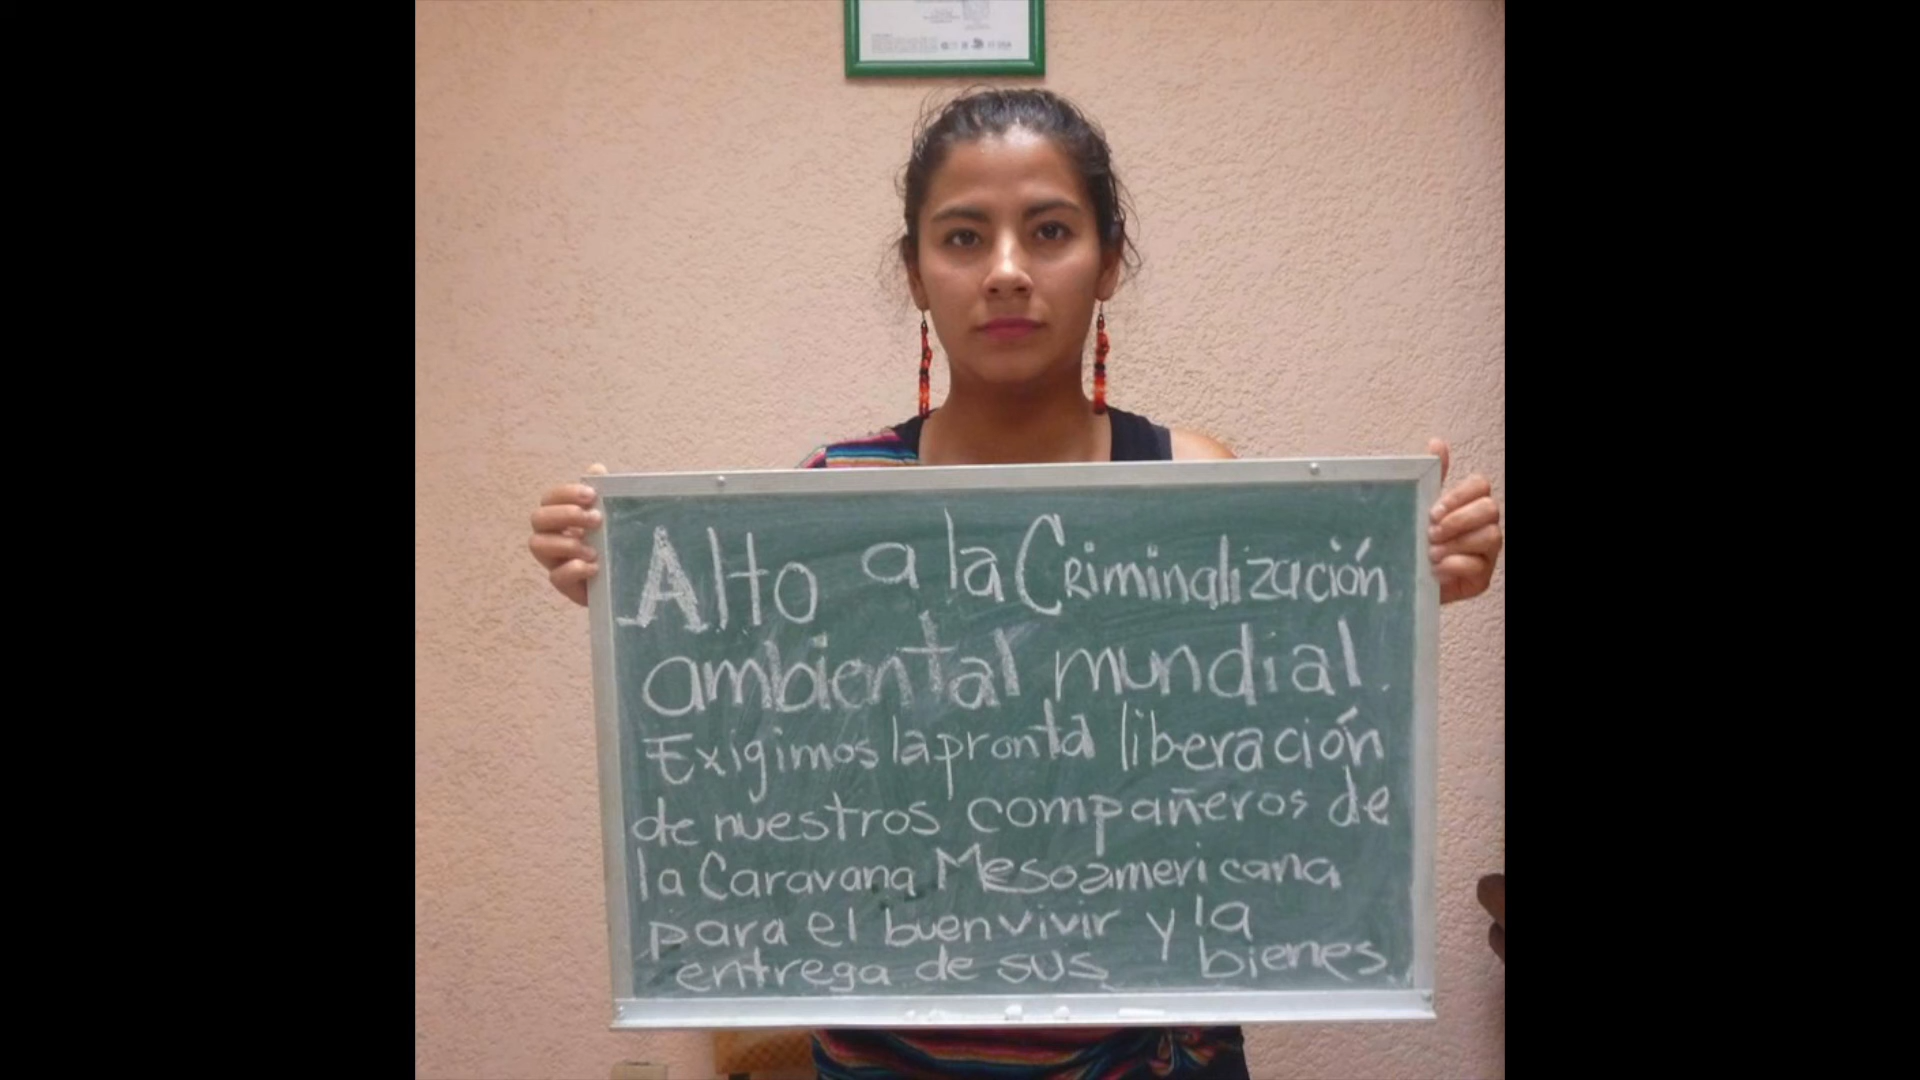 Alto a la Criminalización
ambiental mundial.
Exigimos la pronta liberación
de nuestros compañeros de
la Caravana Mesoamericana
para el buen vivir y la
entrega de sus bienes